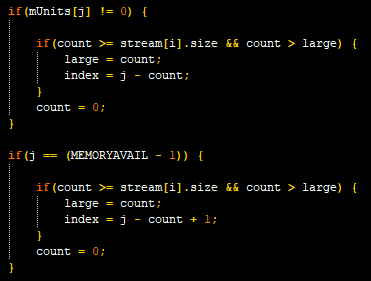 if(mUnits[j] != 0) {
if(count >= stream[i].size && count > large) {
large = count;
index = j - count;
}
count = 0;
}
if(j == (MEMORYAVAIL - 1)) {
if(count >= stream[i].size && count > large) {
large = count;
index = j - count + 1;
}
count = 0;
}